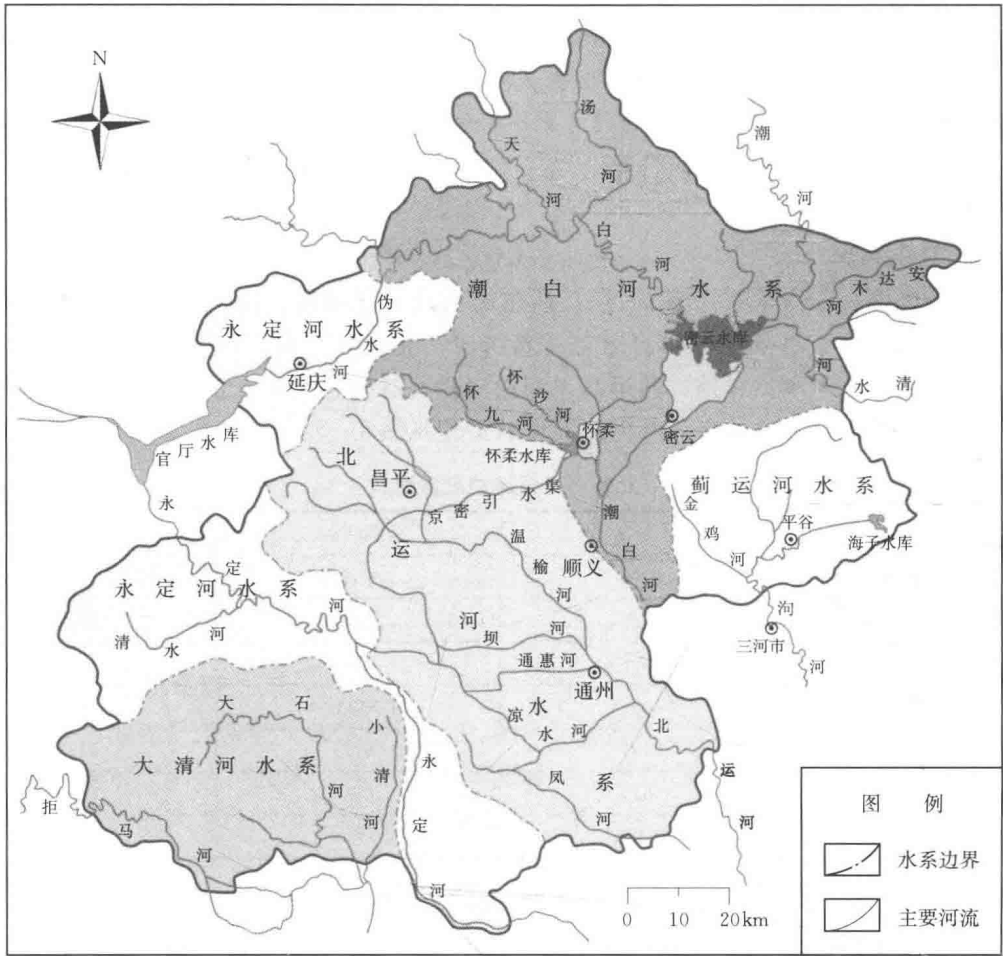 N
汤河
天河
潮河
白河
潮白河水系
安达木河
密云水库
清水河
伪水河
永定河水系
延庆
官厅水库
怀九河
怀沙河
怀柔
怀柔水库
密云
北运河水系
昌平
京密引水集
温榆河
潮白河
顺义
蓟运河水系
金鸡河
平谷
海子水库
泃河
三河市
永定河
永定河水系
清水河
坝河
通惠河
通州
凉水河
北运河
凤河
大石河
小清河
大清河水系
拒马河
永定河
图例
水系边界
主要河流
0 10 20km